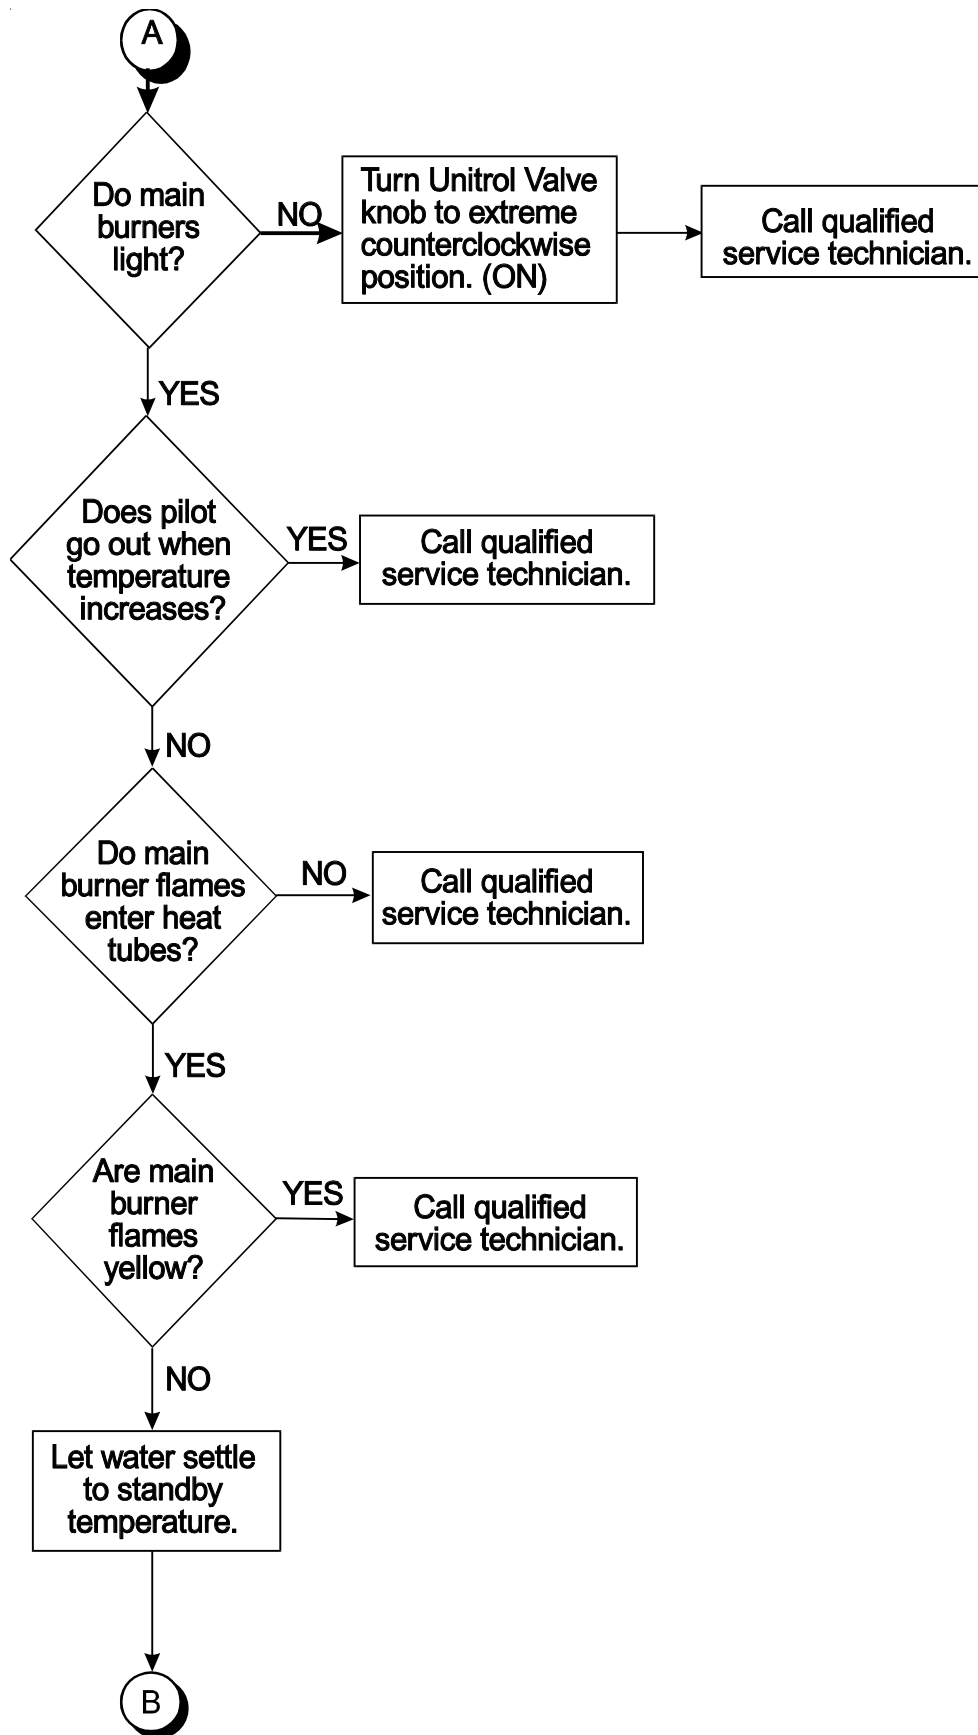 A
Do main
burners
light?
NO
Turn Unitrol Valve
knob to extreme
counterclockwise
position. (ON)
Call qualified
service technician.
YES
Does pilot
go out when
temperature
increases?
YES
Call qualified
service technician.
NO
Do main
burner flames
enter heat
tubes?
NO
Call qualified
service technician.
YES
Are main
burner
flames
yellow?
YES
Call qualified
service technician.
NO
Let water settle
to standby
temperature.
B